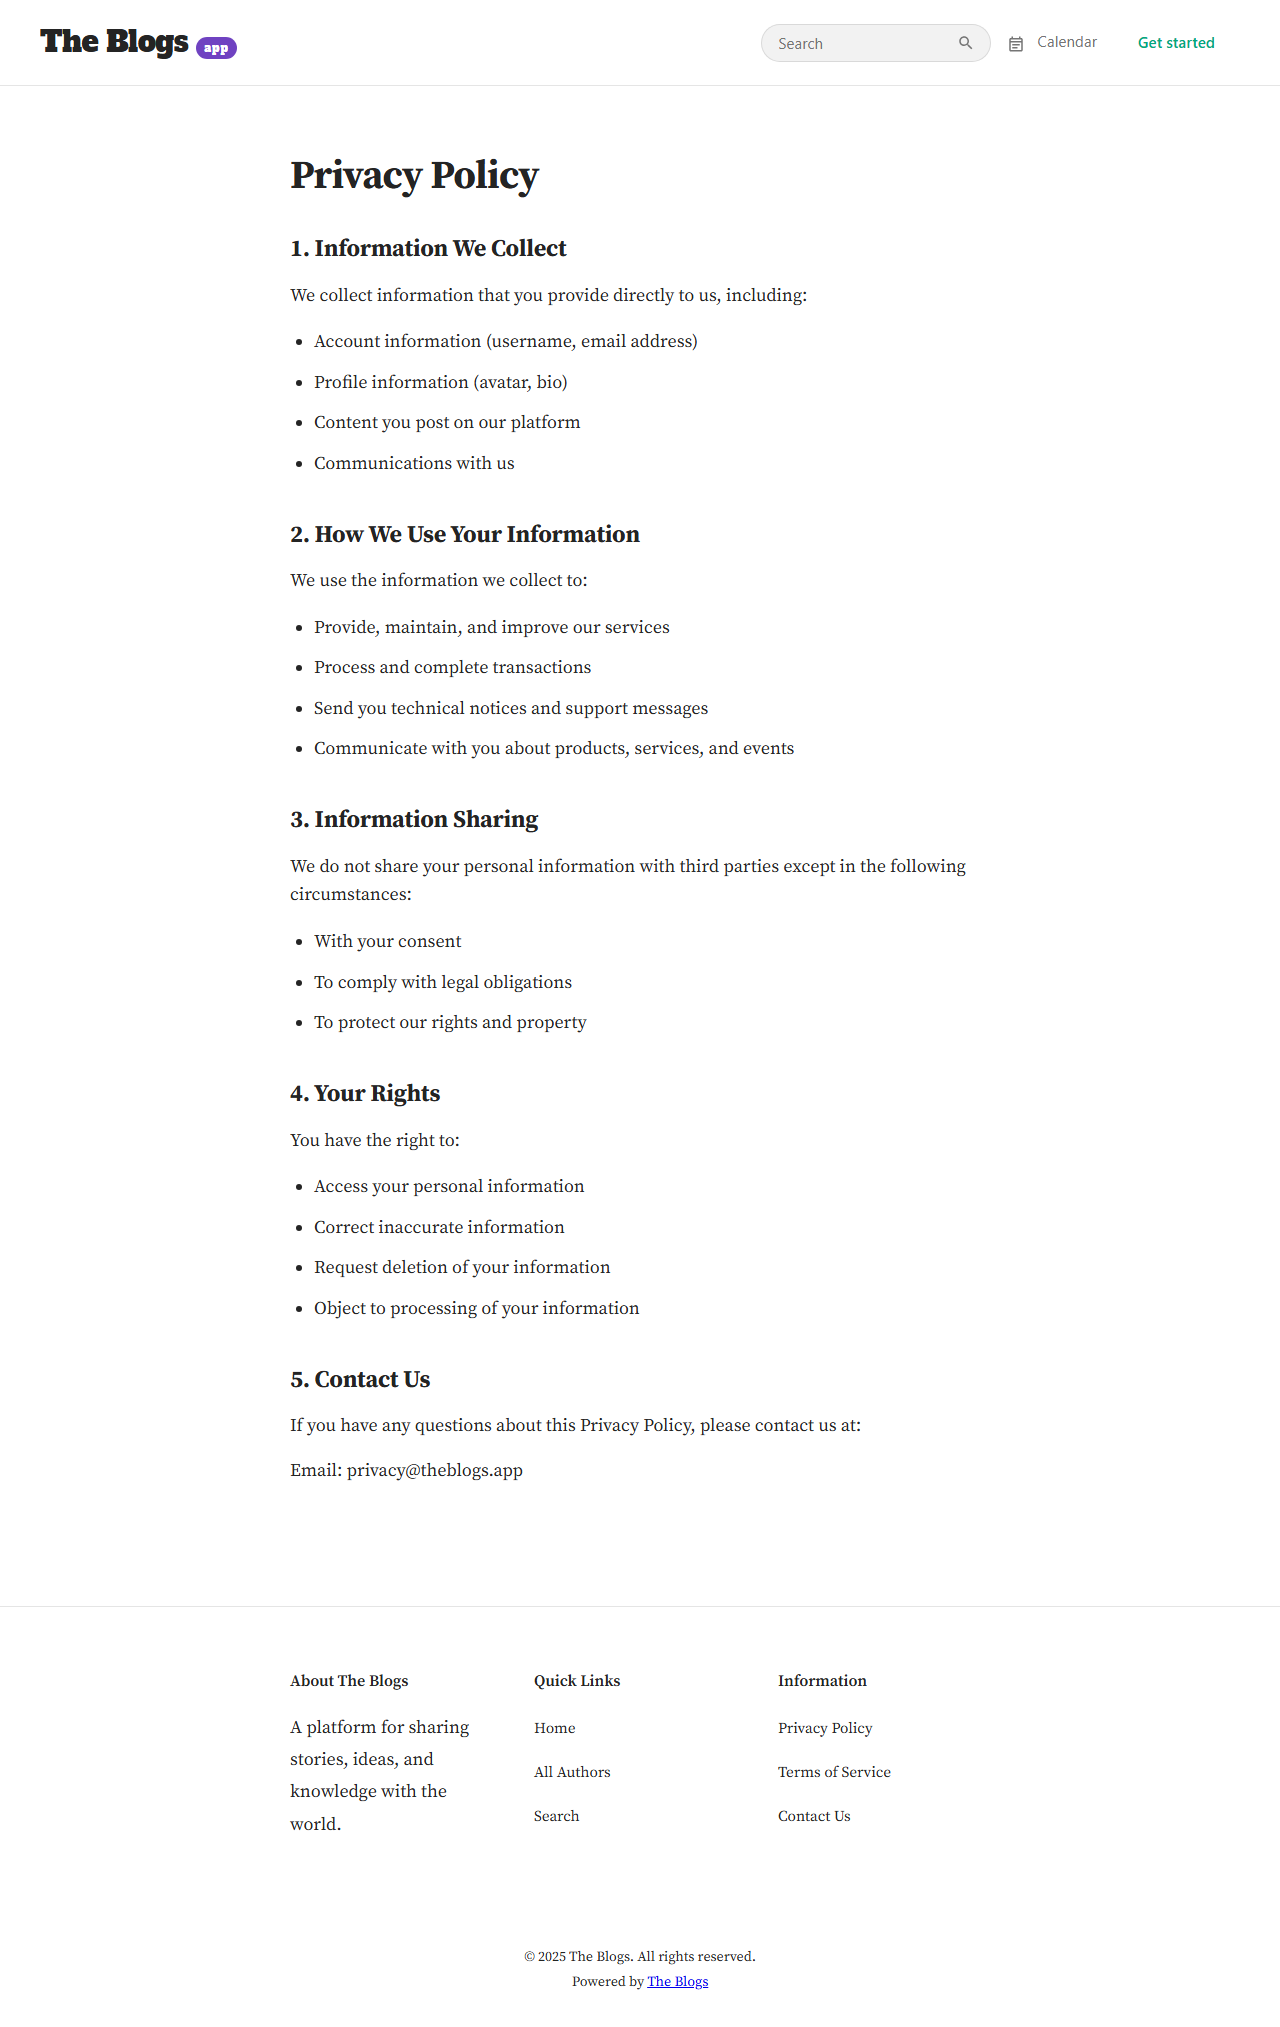 The Blogs app
Search
Calendar
Get started
Privacy Policy
1. Information We Collect
We collect information that you provide directly to us, including:
• Account information (username, email address)
• Profile information (avatar, bio)
• Content you post on our platform
• Communications with us
2. How We Use Your Information
We use the information we collect to:
• Provide, maintain, and improve our services
• Process and complete transactions
• Send you technical notices and support messages
• Communicate with you about products, services, and events
3. Information Sharing
We do not share your personal information with third parties except in the following
circumstances:
• With your consent
• To comply with legal obligations
• To protect our rights and property
4. Your Rights
You have the right to:
• Access your personal information
• Correct inaccurate information
• Request deletion of your information
• Object to processing of your information
5. Contact Us
If you have any questions about this Privacy Policy, please contact us at:
Email: privacy@theblogs.app
About The Blogs
A platform for sharing
stories, ideas, and
knowledge with the
world.
Quick Links
Home
All Authors
Search
Information
Privacy Policy
Terms of Service
Contact Us
© 2025 The Blogs. All rights reserved.
Powered by The Blogs